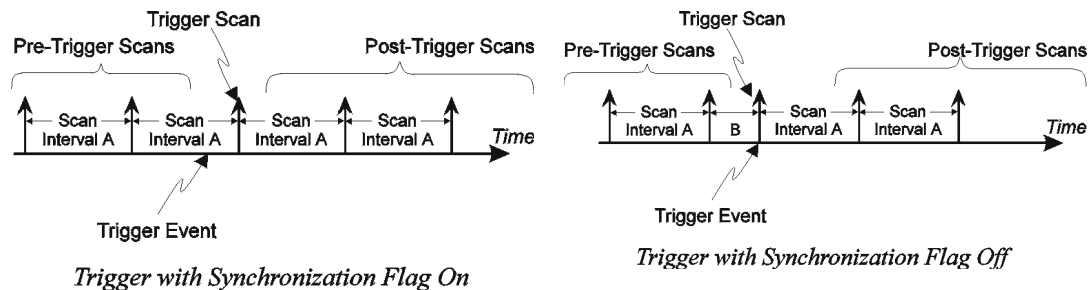 Trigger Scan
Pre-Trigger Scans
Post-Trigger Scans
Scan Interval A
Scan Interval A
Scan Interval A
Scan Interval A
Time
Trigger Event
Trigger with Synchronization Flag On
Trigger Scan
Pre-Trigger Scans
Post-Trigger Scans
Scan Interval A
B
Scan Interval A
Scan Interval A
Time
Trigger Event
Trigger with Synchronization Flag Off